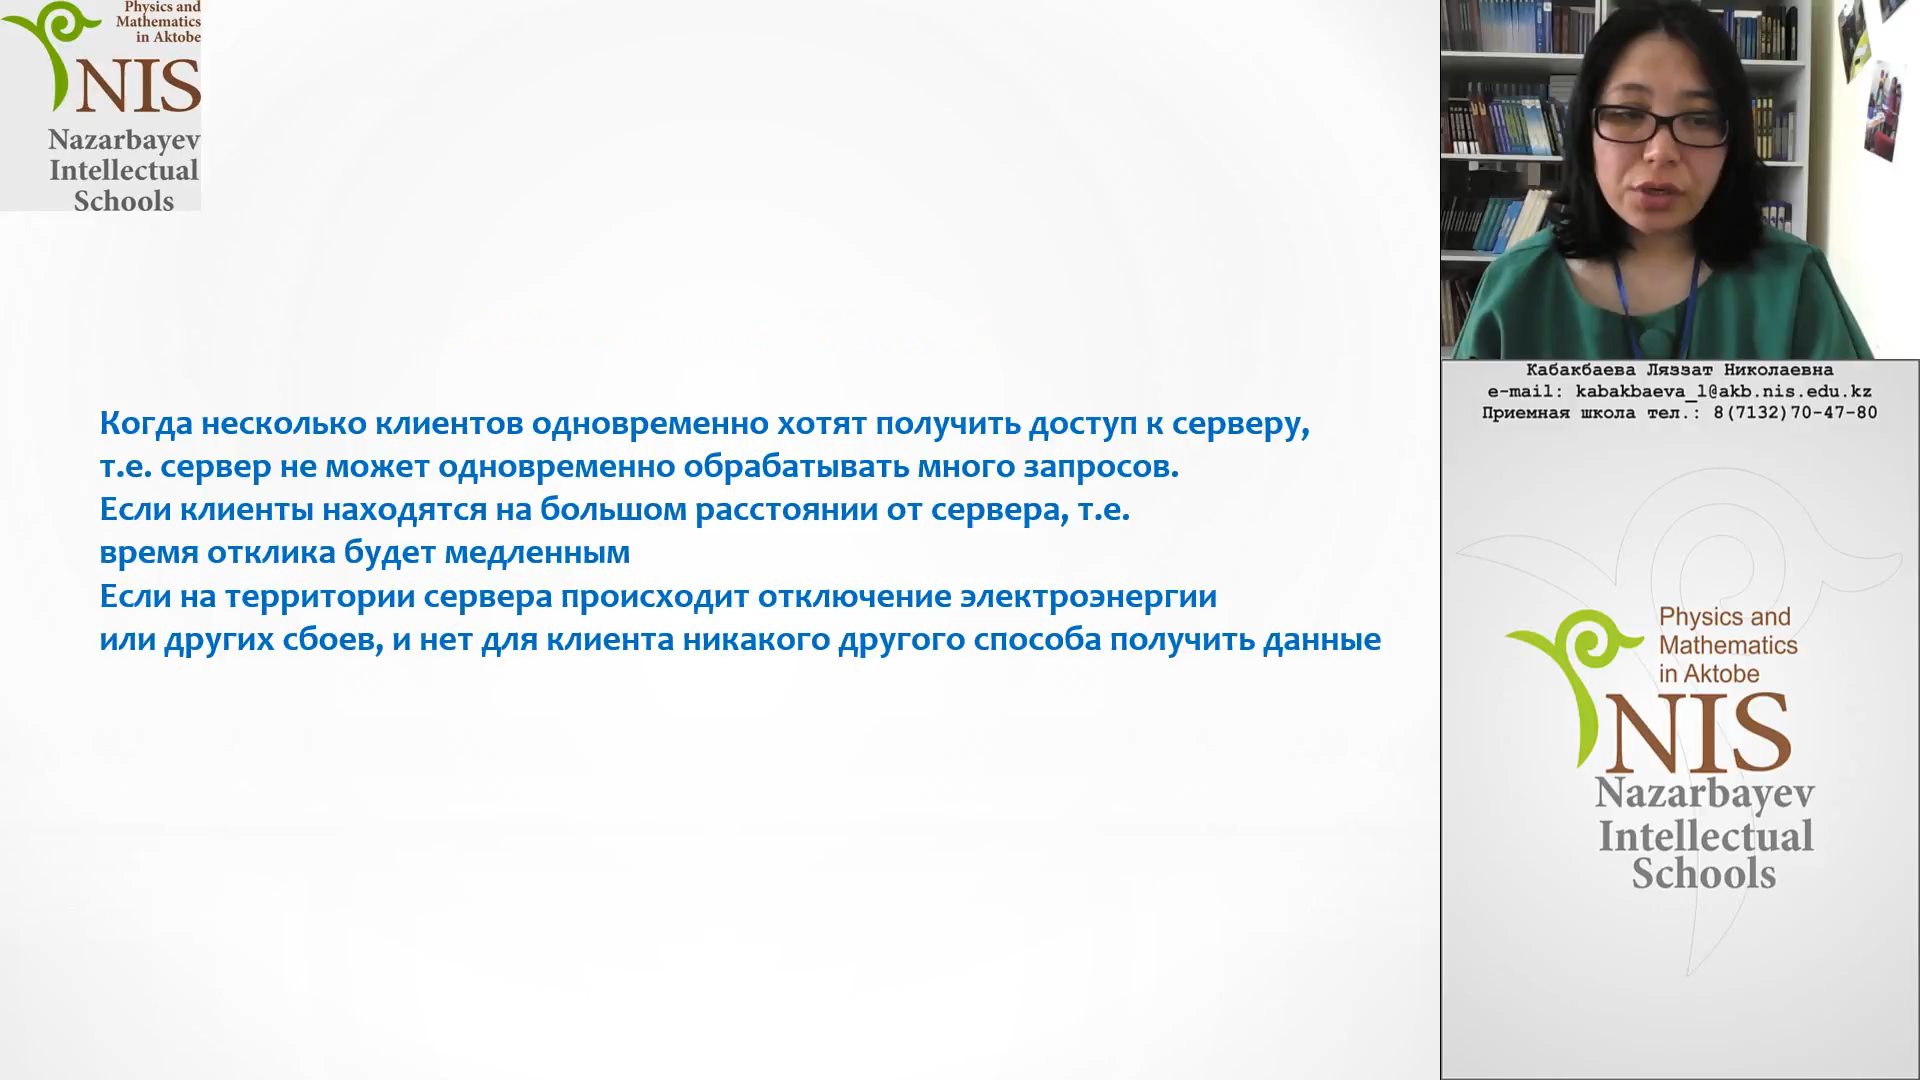 Physics and
Mathematics
in Aktobe
NIS
Nazarbayev
Intellectual
Schools
Когда несколько клиентов одновременно хотят получить доступ к серверу,
т.е. сервер не может одновременно обрабатывать много запросов.
Если клиенты находятся на большом расстоянии от сервера, т.е.
время отклика будет медленным
Если на территории сервера происходит отключение электроэнергии
или других сбоев, и нет для клиента никакого другого способа получить данные
Кабакбаева Ляззат Николаевна
e-mail: kabakbaeva_l@akb.nis.edu.kz
Приемная школа тел.: 8(7132)70-47-80
Physics and
Mathematics
in Aktobe
NIS
Nazarbayev
Intellectual
Schools